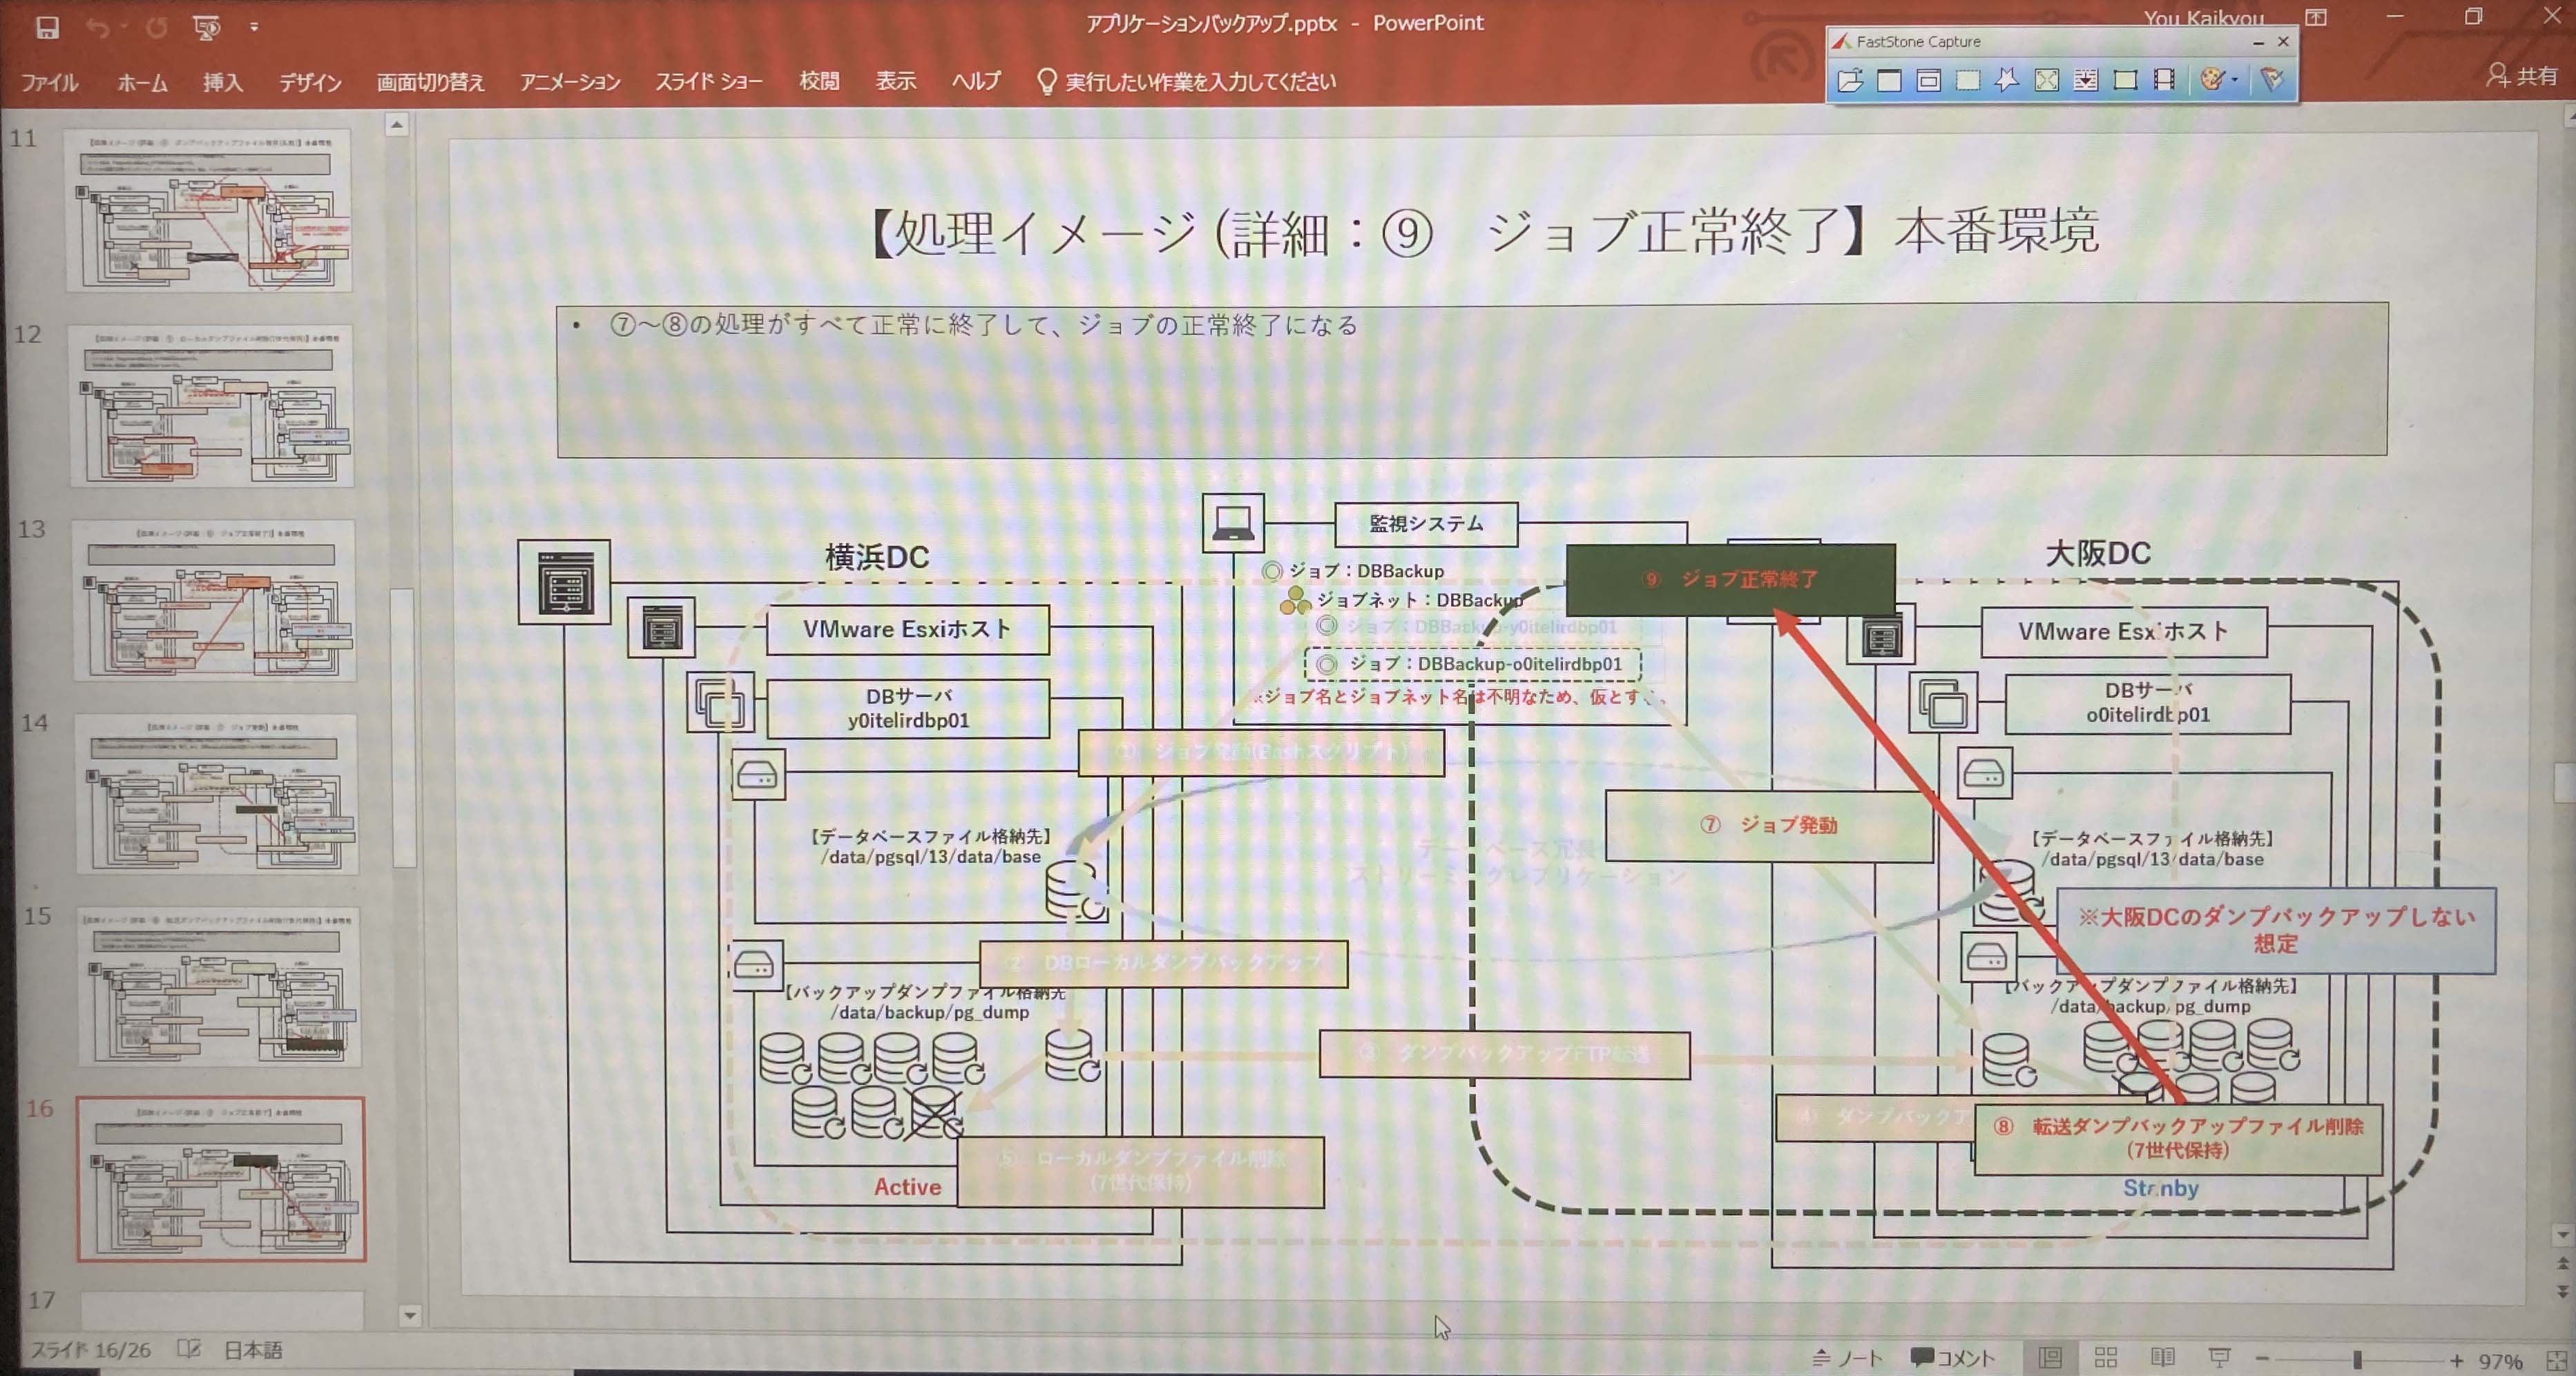 アプリケーションバックアップ.pptx - PowerPoint
You Kaikyou
FastStone Capture
ファイル ホーム 挿入 デザイン 画面切り替え アニメーション スライド ショー 校閲 表示 ヘルプ 実行したい作業を入力してください
共有
11
12
13
14
15
16
17
【処理イメージ (詳細：⑨ ジョブ正常終了】本番環境
• ⑦～⑧の処理がすべて正常に終了して、ジョブの正常終了になる
監視システム
横浜DC
大阪DC
ジョブ：DBBackup
ジョブネット：DBBackup
ジョブ：DBBackup-y0itelirdbp01
ジョブ：DBBackup-o0itelirdbp01
ジョブ名とジョブネット名は不明なため、仮とす
⑨ ジョブ正常終了
VMware Esxiホスト
DBサーバ
y0itelirdbp01
① ジョブ発動(Bashスクリプト)
【データベースファイル格納先】
/data/pgsql/13/data/base
② DBローカルダンプバックアップ
【バックアップダンプファイル格納先
/data/backup/pg_dump
⑤ ローカルダンプファイル削除
(7世代保持)
Active
ストリーミングレプリケーション
③ ダンプバックアップFTP転送
⑦ ジョブ発動
VMware Esxiホスト
DBサーバ
o0itelirdbp01
【データベースファイル格納先】
/data/pgsql/13/data/base
※大阪DCのダンプバックアップしない
想定
【バックアップダンプファイル格納先】
/data/backup/pg_dump
④ ダンプバックア
⑧ 転送ダンプバックアップファイル削除
(7世代保持)
Stanby
スライド 16/26 日本語
ノート コメント 97%